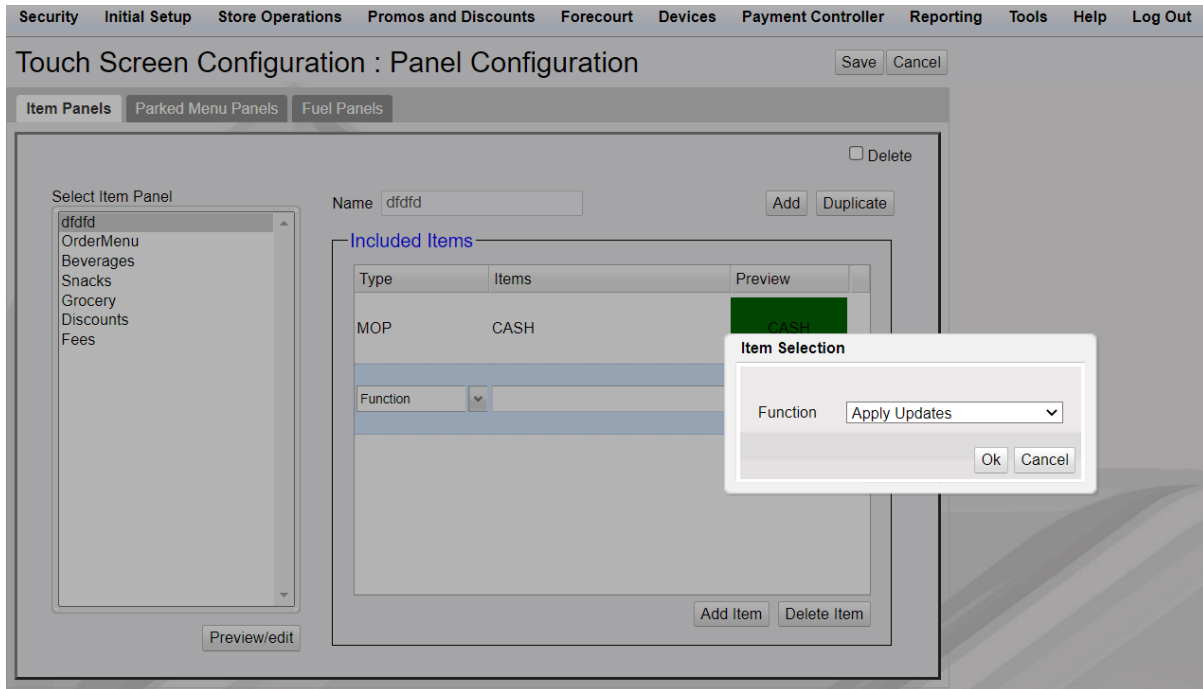 Security Initial Setup Store Operations Promos and Discounts Forecourt Devices Payment Controller Reporting Tools Help Log Out
Touch Screen Configuration : Panel Configuration
Save Cancel
Item Panels Parked Menu Panels Fuel Panels
Delete
Select Item Panel
dfdfd
OrderMenu
Beverages
Snacks
Grocery
Discounts
Fees
Preview/edit
Name dfdfd
Add Duplicate
Included Items
Type Items Preview
MOP CASH CASH
Function
Add Item Delete Item
Item Selection
Function Apply Updates
Ok Cancel